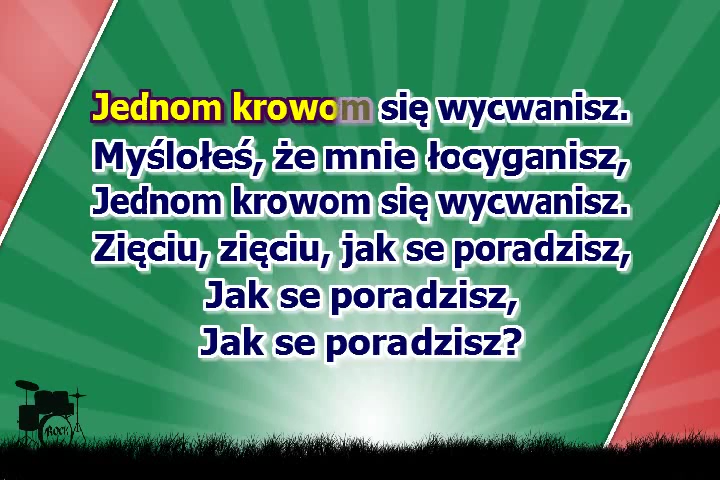 Jednom krowom się wycwanisz.
Myślołeś, że mnie łocyganisz,
Jednom krowom się wycwanisz.
Zięciu, zięciu, jak se poradzisz,
Jak se poradzisz,
Jak se poradzisz?
ROCK